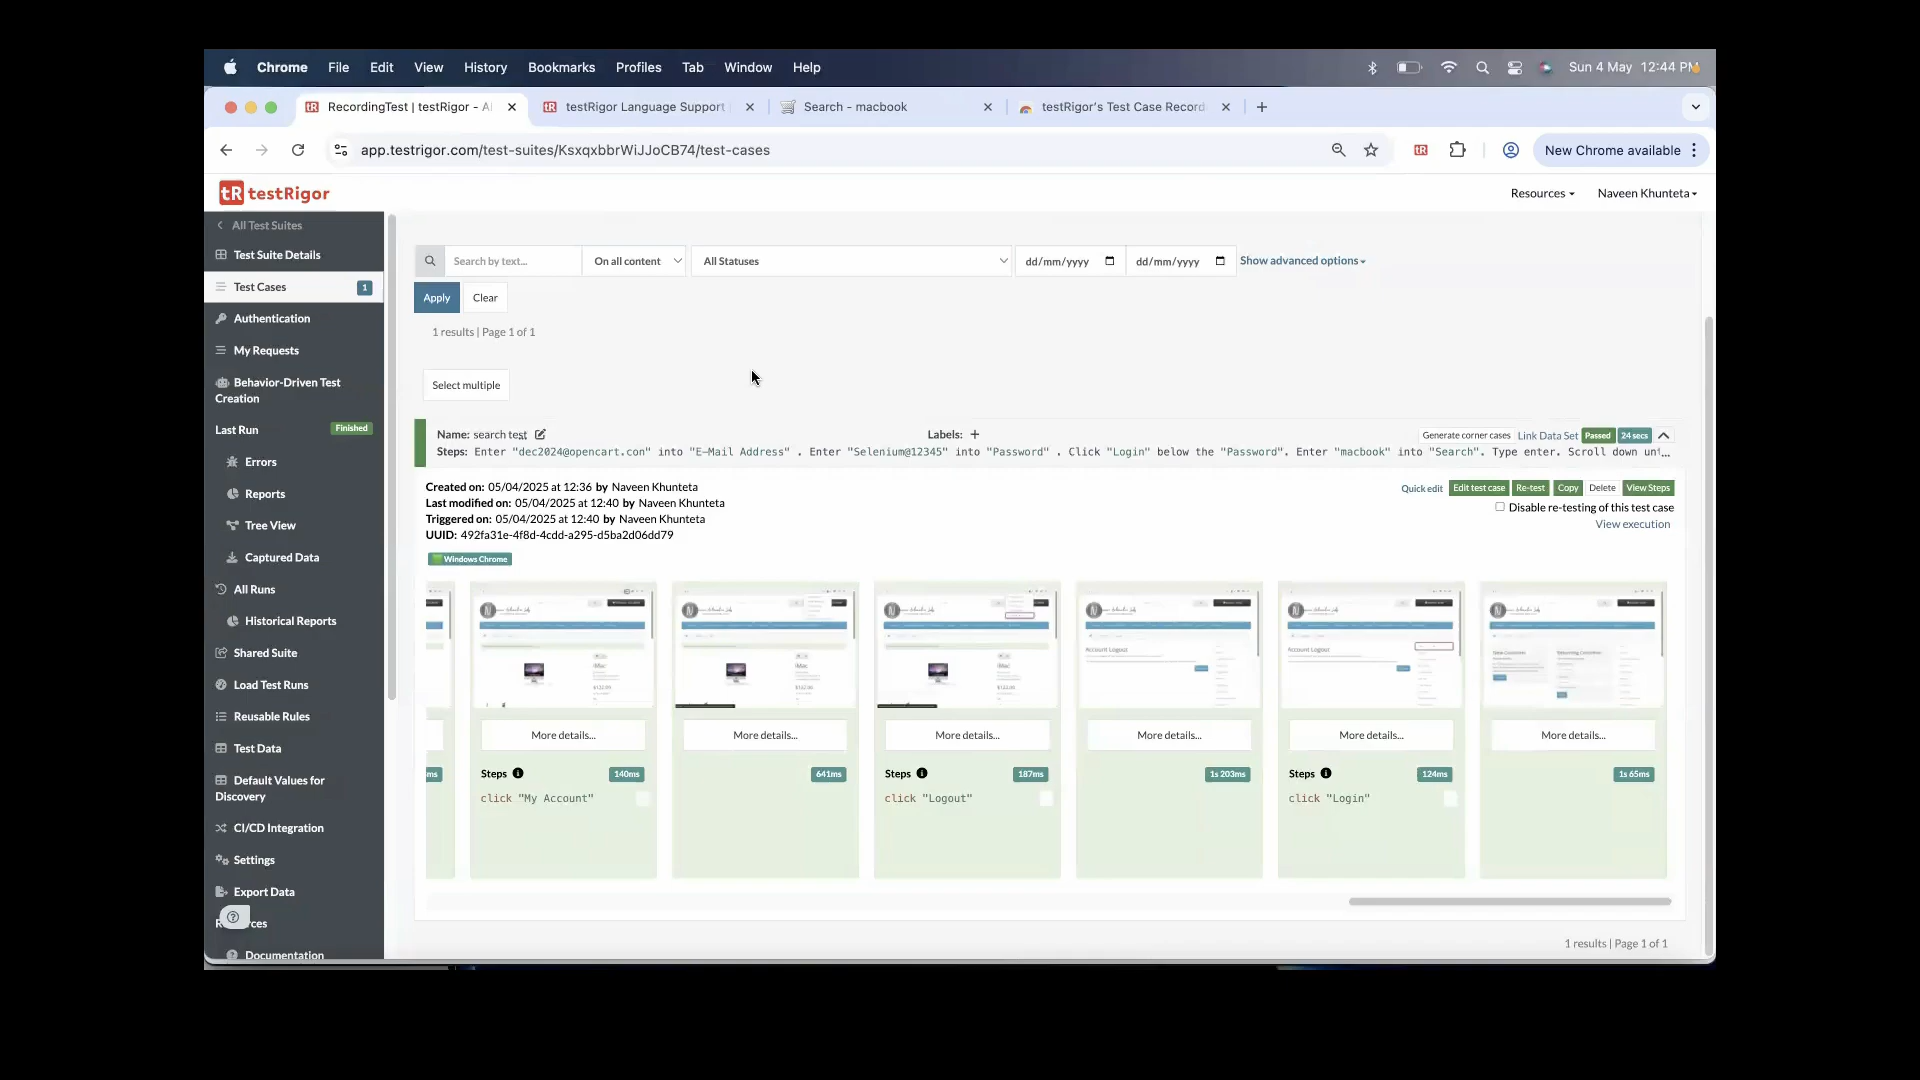 Chrome File Edit View History Bookmarks Profiles Tab Window Help Sun 4 May 12:44 PM
RecordingTest | testRigor - AI testRigor Language Support Search - macbook testRigor's Test Case Record
app.testrigor.com/test-suites/KsxqxbbrWiJJoCB74/test-cases New Chrome available
tR testRigor Resources Naveen Khunteta
All Test Suites
Test Suite Details
Test Cases 1
Authentication
My Requests
Behavior-Driven Test
Creation
Last Run Finished
Errors
Reports
Tree View
Captured Data
All Runs
Historical Reports
Shared Suite
Load Test Runs
Reusable Rules
Test Data
Default Values for
Discovery
CI/CD Integration
Settings
Export Data
Documentation
Search by text... On all content All Statuses dd/mm/yyyy dd/mm/yyyy Show advanced options
Apply Clear
1 results | Page 1 of 1
Select multiple
Name: search test Labels: + Generate corner cases Link Data Set Passed 24 secs
Steps: Enter "dec2024@opencart.con" into "E-Mail Address" . Enter "Selenium@12345" into "Password" . Click "Login" below the "Password". Enter "macbook" into "Search". Type enter. Scroll down unt...
Created on: 05/04/2025 at 12:36 by Naveen Khunteta Quick edit Edit test case Re-test Copy Delete View Steps
Last modified on: 05/04/2025 at 12:40 by Naveen Khunteta Disable re-testing of this test case
Triggered on: 05/04/2025 at 12:40 by Naveen Khunteta View execution
UUID: 492fa31e-4f8d-4cdd-a295-d5ba2d06dd79
Windows Chrome
Account Logout Account Logout
More details... More details... More details... More details... More details... More details...
ms Steps 140ms 641ms Steps 187ms 1s 203ms Steps 124ms 1s 65ms
click "My Account" click "Logout" click "Login"
1 results | Page 1 of 1